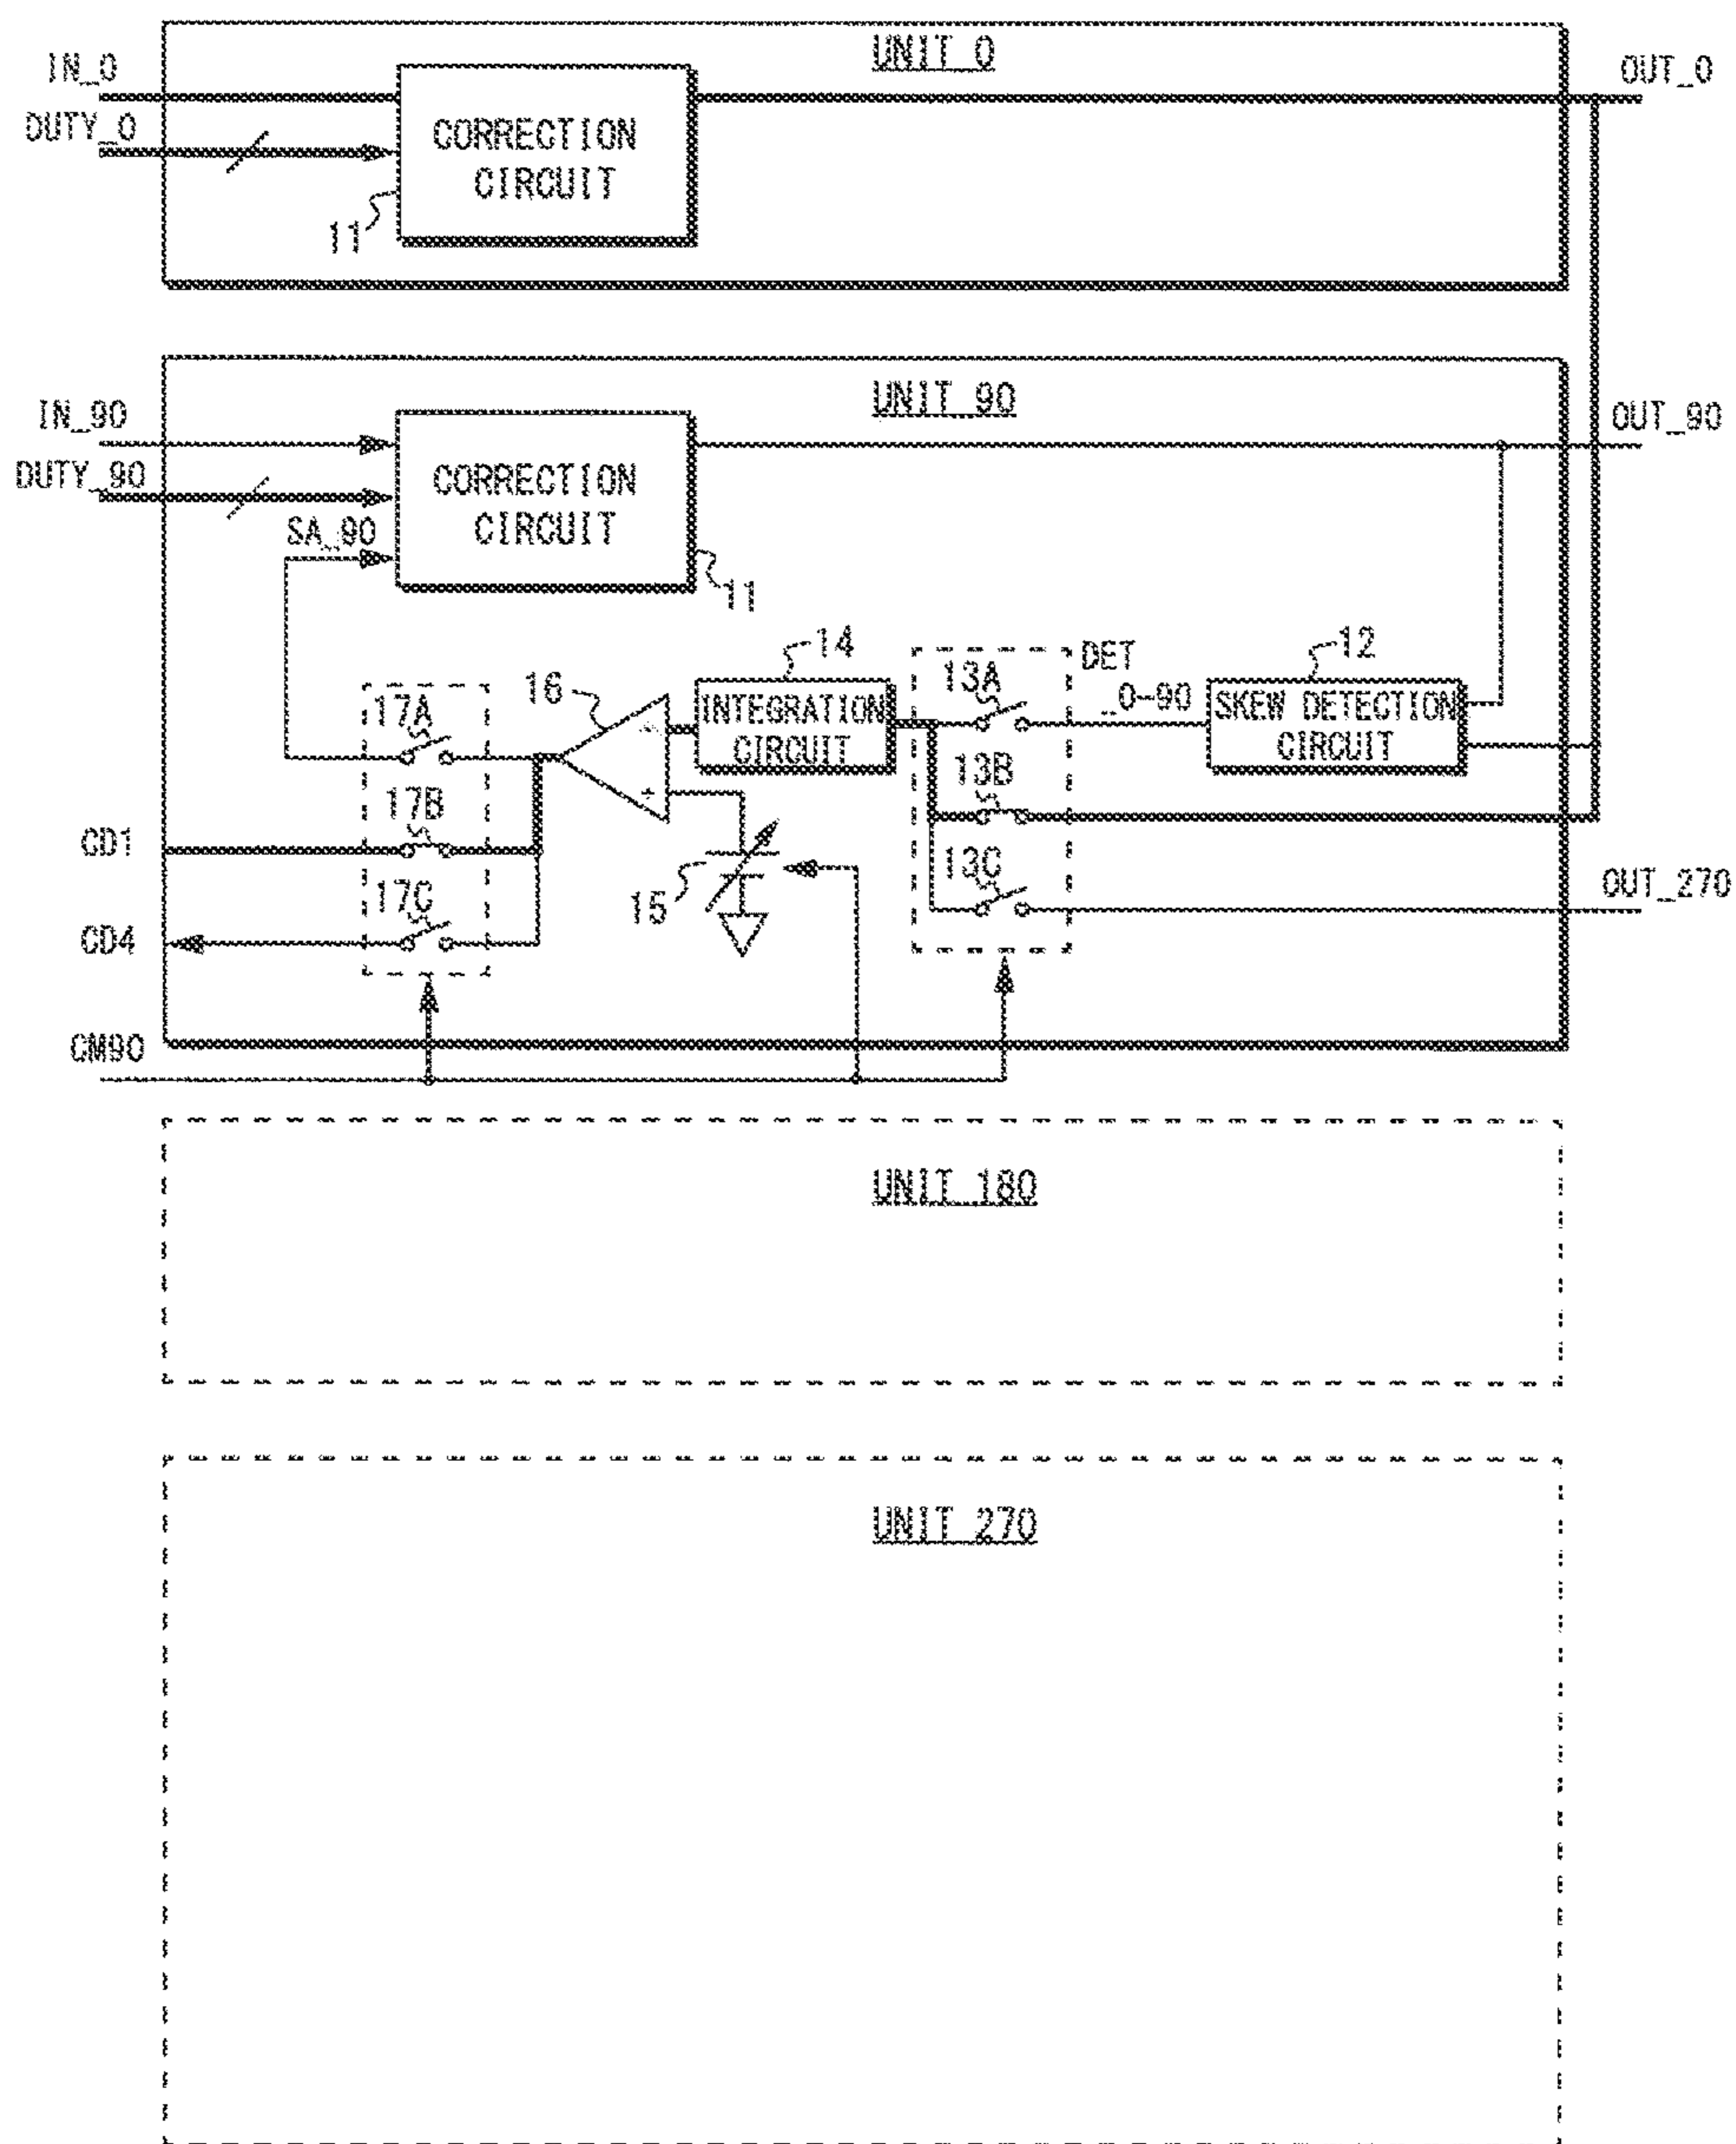 UNIT_0
IN_0
OUT_0
DUTY_0
CORRECTION
CIRCUIT
11
UNIT_90
IN_90
OUT_90
DUTY_90
CORRECTION
CIRCUIT
SA_90
11
14
12
16
17A
13A
DET
_0-90
INTEGRATION
CIRCUIT
SKEW DETECTION
CIRCUIT
-
+
17B
13B
CD1
15
17C
13C
OUT_270
CD4
CM90
UNIT_180
UNIT_270